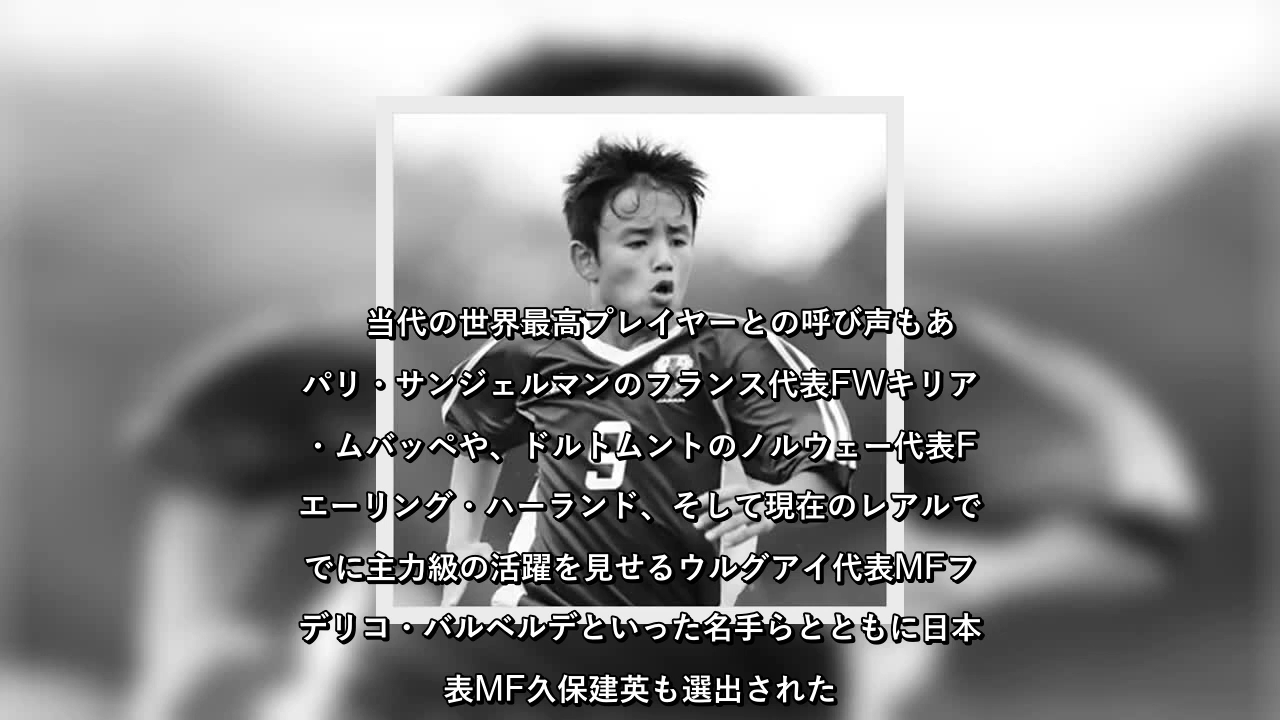 当代の世界最高プレイヤーとの呼び声もあ
パリ・サンジェルマンのフランス代表FWキリア
・ムバッペや、ドルトムントのノルウェー代表F
エーリング・ハーランド、そして現在のレアルで
でに主力級の活躍を見せるウルグアイ代表MFフ
デリコ・バルベルデといった名手らとともに日本
表MF久保建英も選出された
9